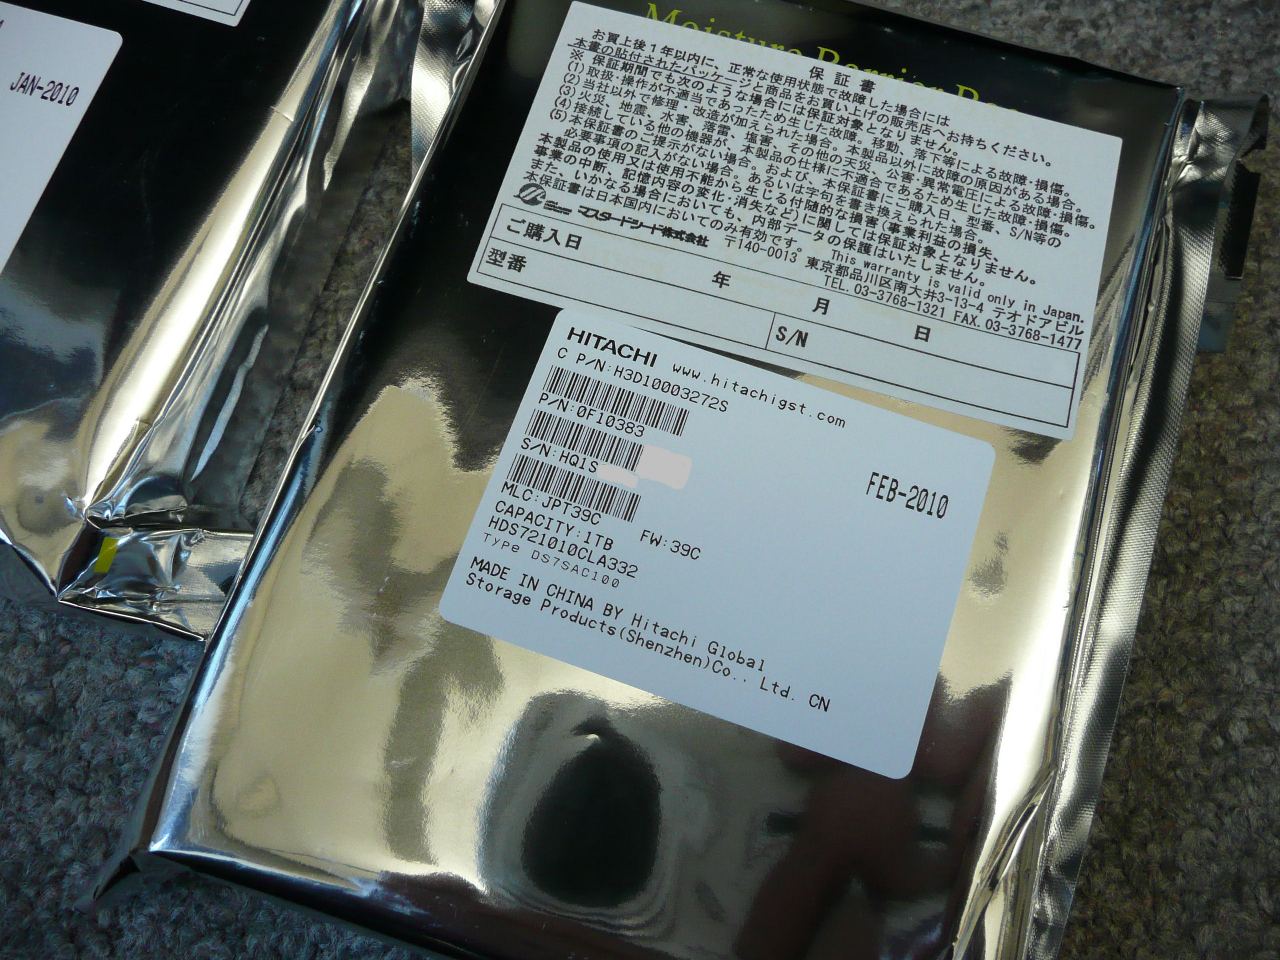 JAN-2010
Moisture Barrier
保証書
お買上後1年以内に、正常な使用状態で故障した場合には
本書の貼付されたパッケージと商品をお買い上げの販売店へお持ちください。
※ 保証期間でも次のような場合には保証対象となりません。
(1) 取扱・操作が不適当であったため生じた故障。移動、落下等による故障・損傷。
(2) 当社以外で修理・改造が加えられた場合。本製品以外に故障の原因がある場合。
(3) 火災、地震、水害、落雷、塩害、その他の天災、公害、異常電圧による故障・損傷。
(4) 接続している他の機器が、本製品の仕様に不適合であるため生じた故障・損傷。
(5) 本保証書のご提示がない場合、および、本保証書にご購入日、型番、S/N等の
必要事項の記入がない場合、あるいは字句を書き換えられた場合。
本製品の使用又は使用不能から生じる付随的な損害(事業利益の損失、
事業の中断、記憶内容の変化・消失など)に関しては保証対象となりません。
また、いかなる場合においても、内部データの保護はいたしません。
本保証書は日本国内においてのみ有効です。 This warranty is valid only in Japan.
マスタードシード株式会社 〒140-0013 東京都品川区南大井3-13-4 テオドアビル
TEL. 03-3768-1321 FAX. 03-3768-1477
ご購入日 年 月 日
型番 S/N
HITACHI www.hitachigst.com
C P/N:H3D10003272S
P/N:0F10383
S/N:HQ1S
FEB-2010
MLC:JPT39C FW:39C
CAPACITY:1TB
HDS721010CLA332
Type DS7SAC100
MADE IN CHINA BY Hitachi Global
Storage Products(Shenzhen)Co., Ltd. CN